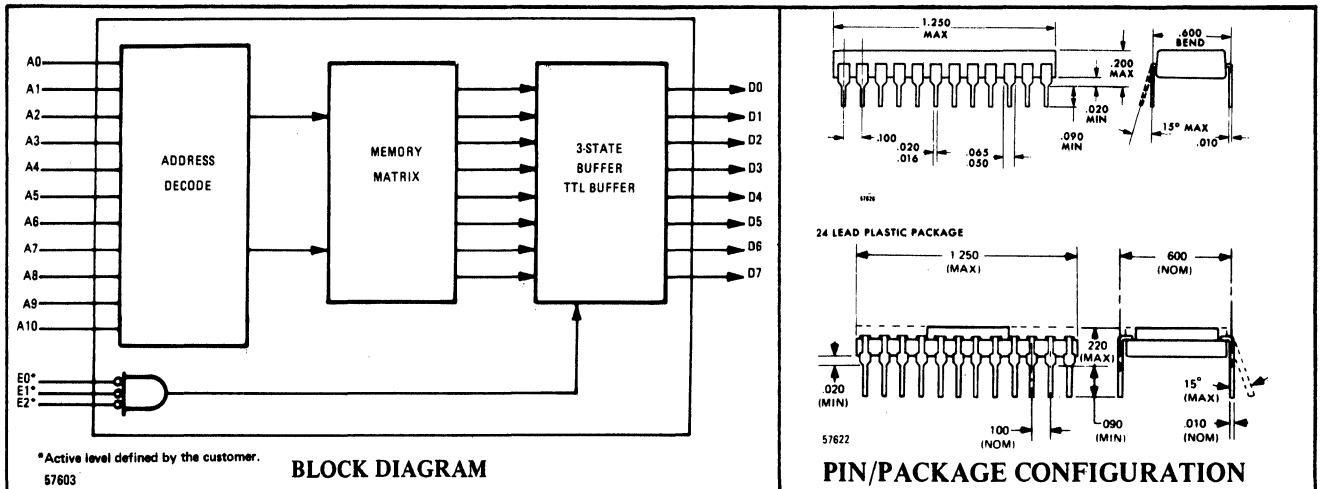 A0
A1
A2
A3
A4
A5
A6
A7
A8
A9
A10
ADDRESS
DECODE
MEMORY
MATRIX
3-STATE
BUFFER
TTL BUFFER
D0
D1
D2
D3
D4
D5
D6
D7
E0*
E1*
E2*
*Active level defined by the customer.
57603
BLOCK DIAGRAM
1.250
MAX
.600
BEND
.200
MAX
.020
MIN
.090
MIN
15° MAX
.010
.100
.020
.016
.065
.050
57626
24 LEAD PLASTIC PACKAGE
1 250
(MAX)
600
(NOM)
220
(MAX)
.020
(MIN)
15°
(MAX)
100
(NOM)
090
(MIN)
.010
(NOM)
57622
PIN/PACKAGE CONFIGURATION